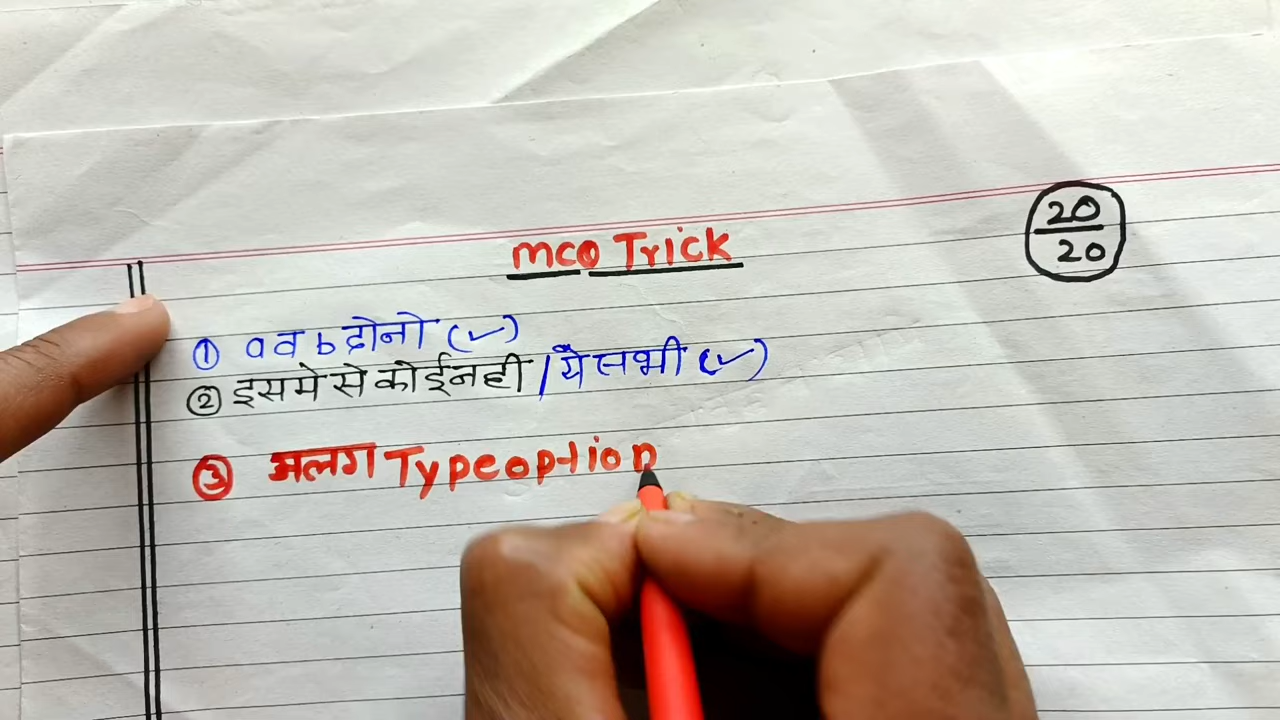 mcQ Trick
20
20
① a व b दोनो (✓)
② इसमे से कोई नही / ये सभी (✓)
③ अलग Type option